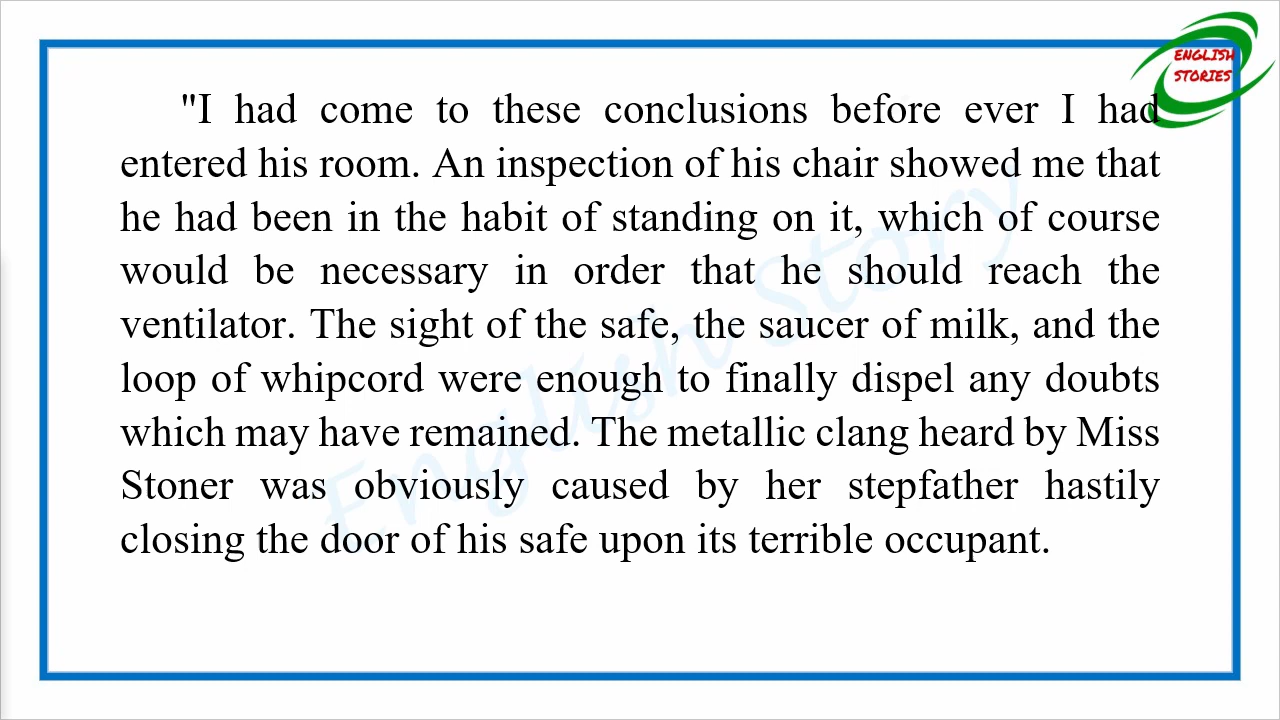 ENGLISH
STORIES
"I had come to these conclusions before ever I had
entered his room. An inspection of his chair showed me that
he had been in the habit of standing on it, which of course
would be necessary in order that he should reach the
ventilator. The sight of the safe, the saucer of milk, and the
loop of whipcord were enough to finally dispel any doubts
which may have remained. The metallic clang heard by Miss
Stoner was obviously caused by her stepfather hastily
closing the door of his safe upon its terrible occupant.
English Story